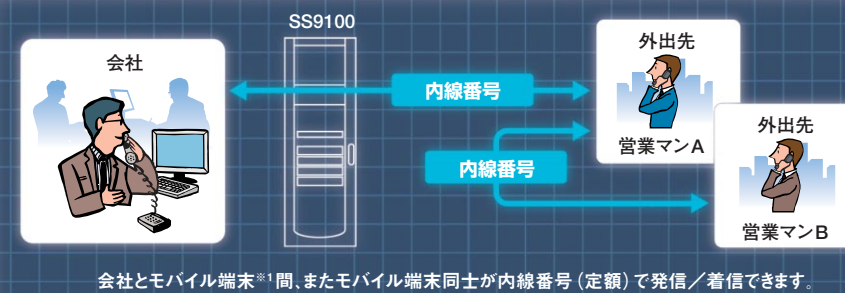 SS9100
会社
外出先
内線番号
営業マンA
外出先
内線番号
営業マンB
会社とモバイル端末※1間、またモバイル端末同士が内線番号（定額）で発信／着信できます。